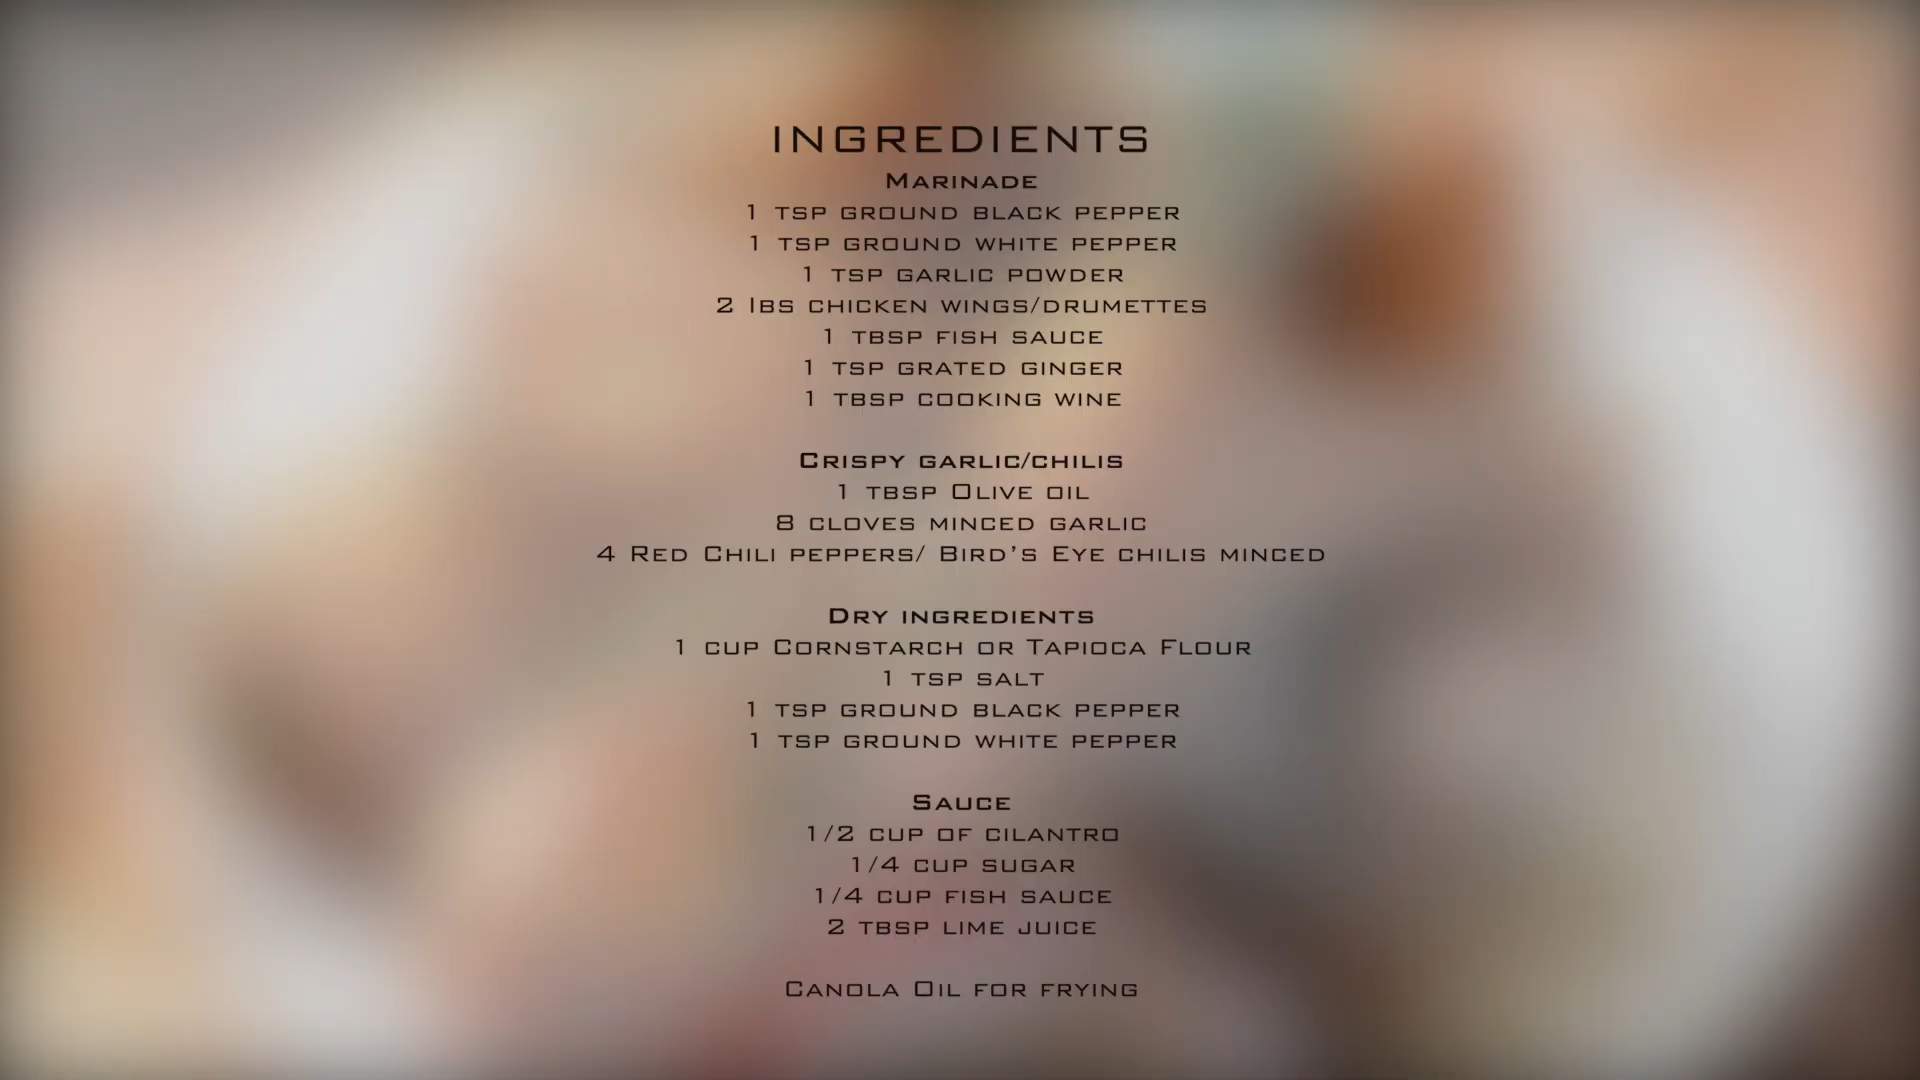 INGREDIENTS
MARINADE
1 TSP GROUND BLACK PEPPER
1 TSP GROUND WHITE PEPPER
1 TSP GARLIC POWDER
2 lBS CHICKEN WINGS/DRUMETTES
1 TBSP FISH SAUCE
1 TSP GRATED GINGER
1 TBSP COOKING WINE
CRISPY GARLIC/CHILIS
1 TBSP OLIVE OIL
8 CLOVES MINCED GARLIC
4 RED CHILI PEPPERS/ BIRD'S EYE CHILIS MINCED
DRY INGREDIENTS
1 CUP CORNSTARCH OR TAPIOCA FLOUR
1 TSP SALT
1 TSP GROUND BLACK PEPPER
1 TSP GROUND WHITE PEPPER
SAUCE
1/2 CUP OF CILANTRO
1/4 CUP SUGAR
1/4 CUP FISH SAUCE
2 TBSP LIME JUICE
CANOLA OIL FOR FRYING